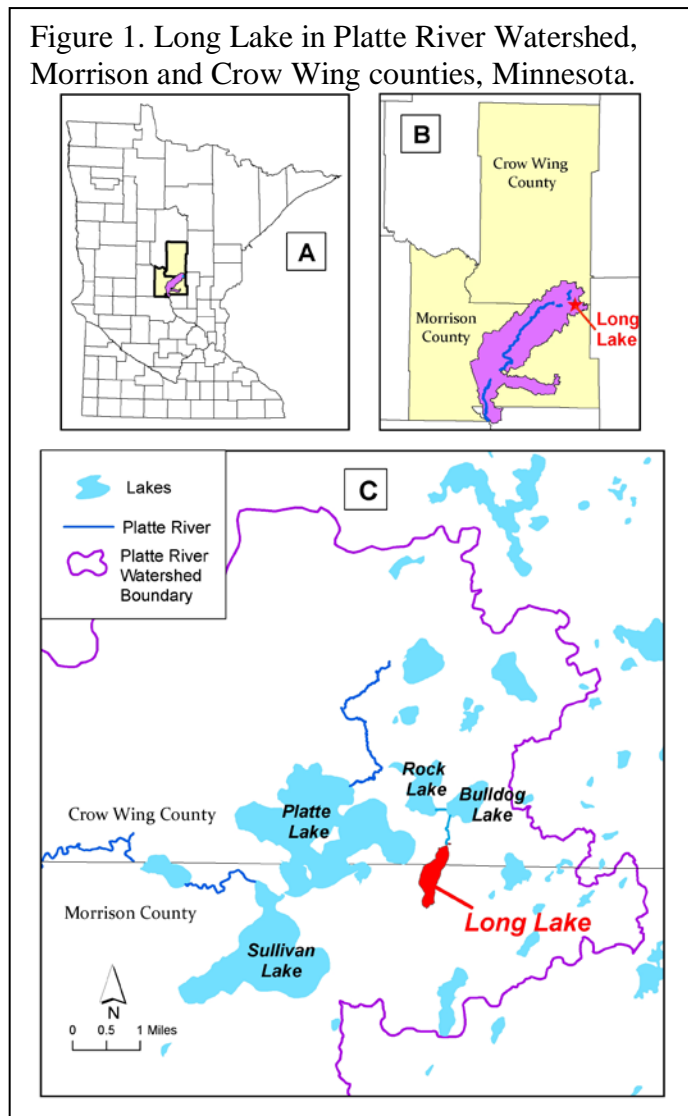 Figure 1. Long Lake in Platte River Watershed,
Morrison and Crow Wing counties, Minnesota.
A
B
Crow Wing
County
Morrison
County
Long
Lake
C
Lakes
Platte River
Platte River
Watershed
Boundary
Rock
Lake
Bulldog
Lake
Platte
Lake
Crow Wing County
Morrison County
Long Lake
Sullivan
Lake
N
0 0.5 1 Miles